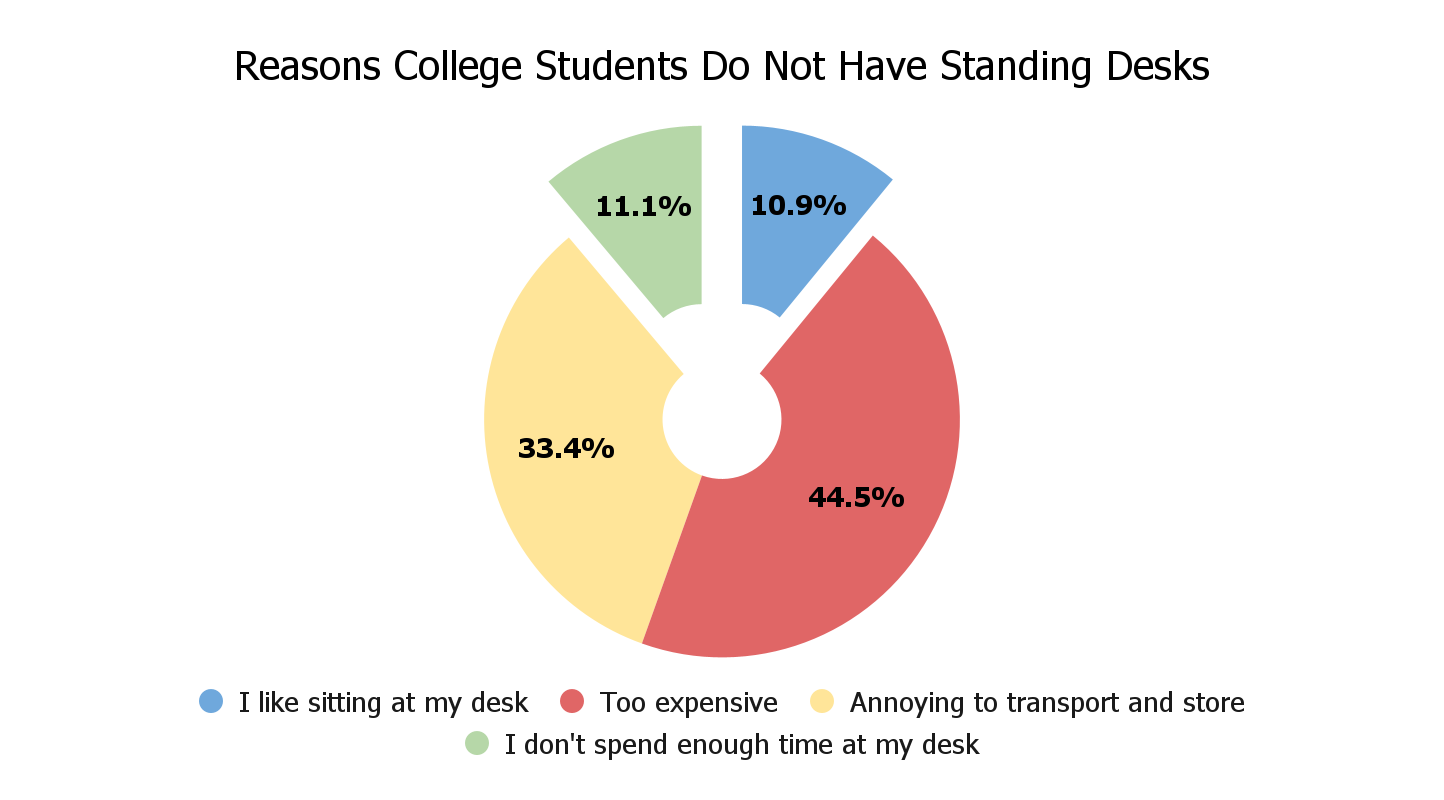 Reasons College Students Do Not Have Standing Desks
11.1%
10.9%
33.4%
44.5%
I like sitting at my desk
Too expensive
Annoying to transport and store
I don't spend enough time at my desk